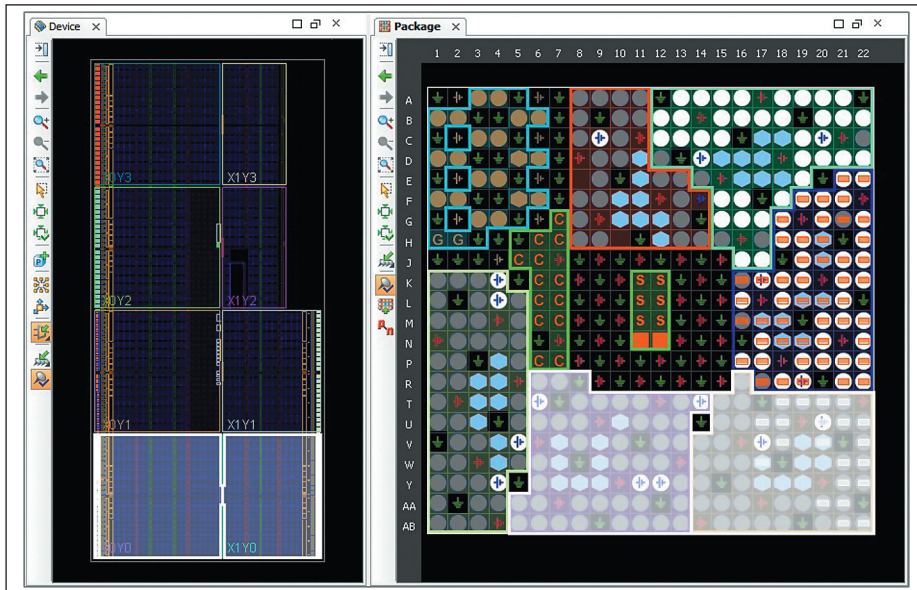 Device
Package
1 2 3 4 5 6 7 8 9 10 11 12 13 14 15 16 17 18 19 20 21 22
A
B
C
D
E
F
G C
H G G C C
J C C C
K C S S
L C S S
M C S S
N
P C C
R
T
U
V
W
Y
AA
AB
X0Y3 X1Y3
X0Y2 X1Y2
X0Y1 X1Y1
X0Y0 X1Y0